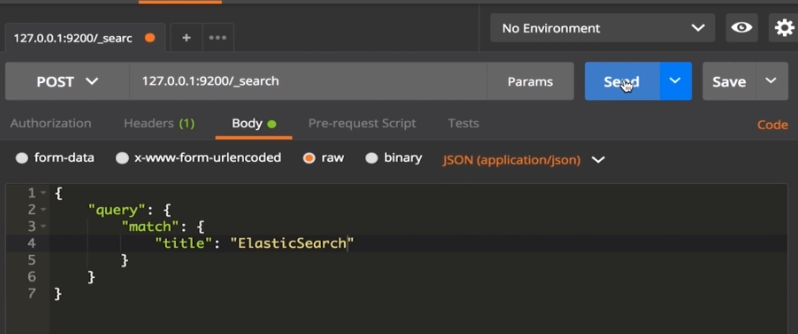 No Environment
127.0.0.1:9200/_searc
+ •••
POST 127.0.0.1:9200/_search Params Send Save
Authorization Headers (1) Body Pre-request Script Tests Code
form-data x-www-form-urlencoded raw binary JSON (application/json)
1 {
2 "query": {
3 "match": {
4 "title": "ElasticSearch"
5 }
6 }
7 }